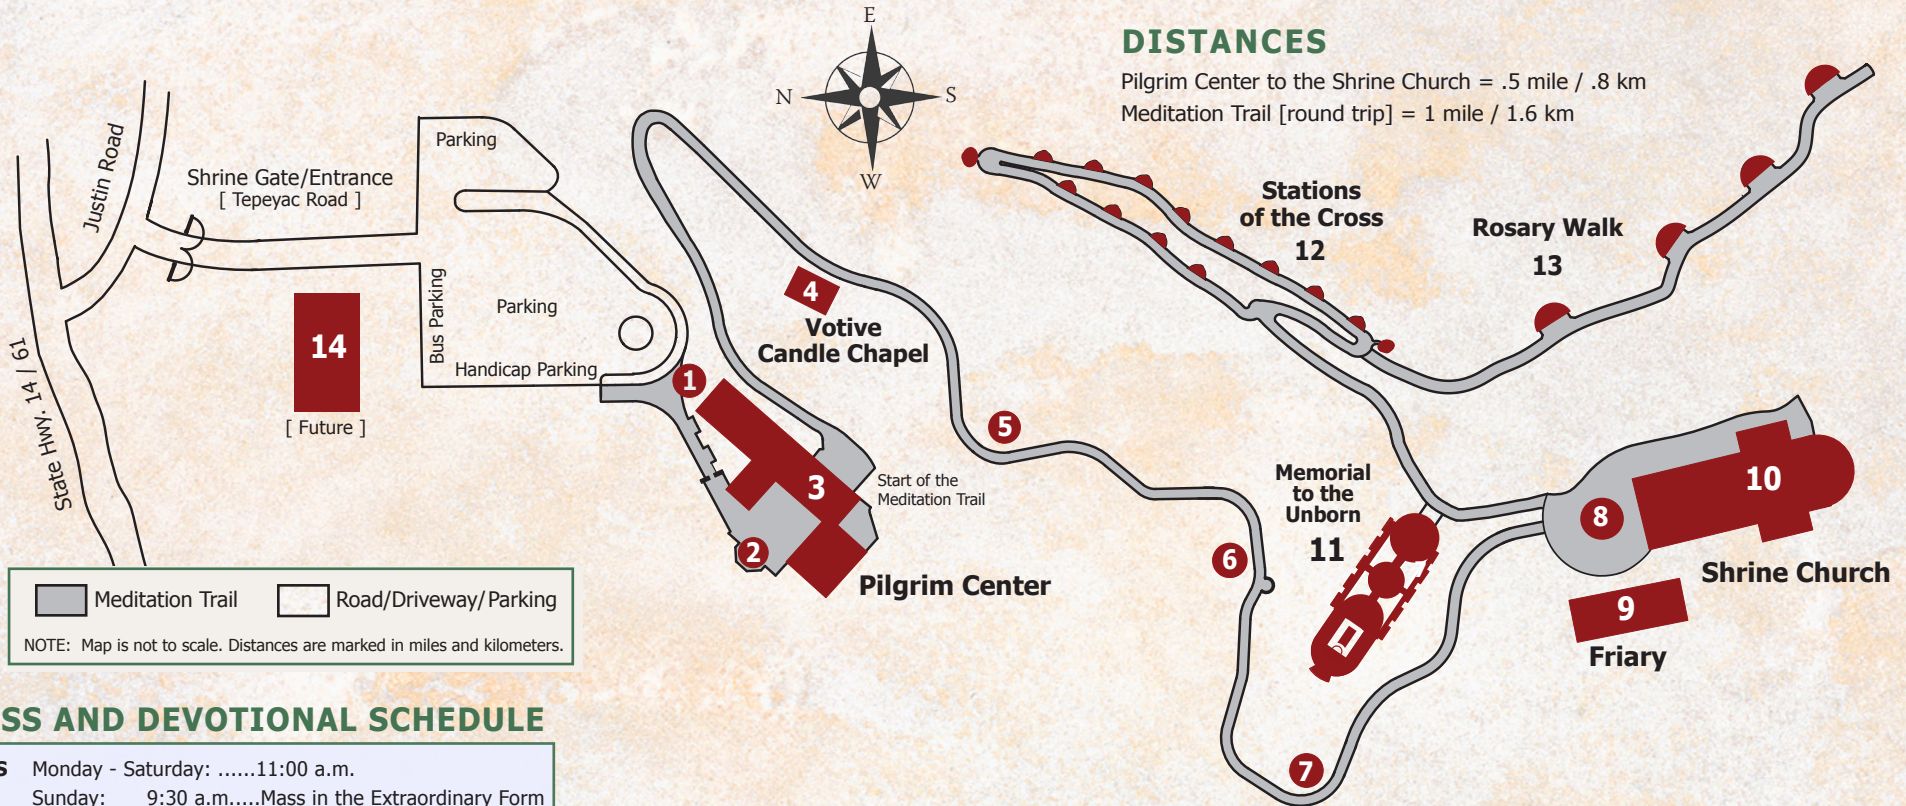 E
N
S
W
DISTANCES
Pilgrim Center to the Shrine Church = .5 mile / .8 km
Meditation Trail [round trip] = 1 mile / 1.6 km
Justin Road
Shrine Gate/Entrance
[ Tepeyac Road ]
Parking
Bus Parking
Parking
Handicap Parking
State Hwy. 14 / 61
14
[ Future ]
1
2
3
Start of the
Meditation Trail
Pilgrim Center
4
Votive
Candle Chapel
5
6
7
Stations
of the Cross
12
Rosary Walk
13
Memorial
to the
Unborn
11
8
10
Shrine Church
9
Friary
Meditation Trail
Road/Driveway/Parking
NOTE: Map is not to scale. Distances are marked in miles and kilometers.
SS AND DEVOTIONAL SCHEDULE
S Monday - Saturday: ......11:00 a.m.
Sunday: 9:30 a.m.....Mass in the Extraordinary Form